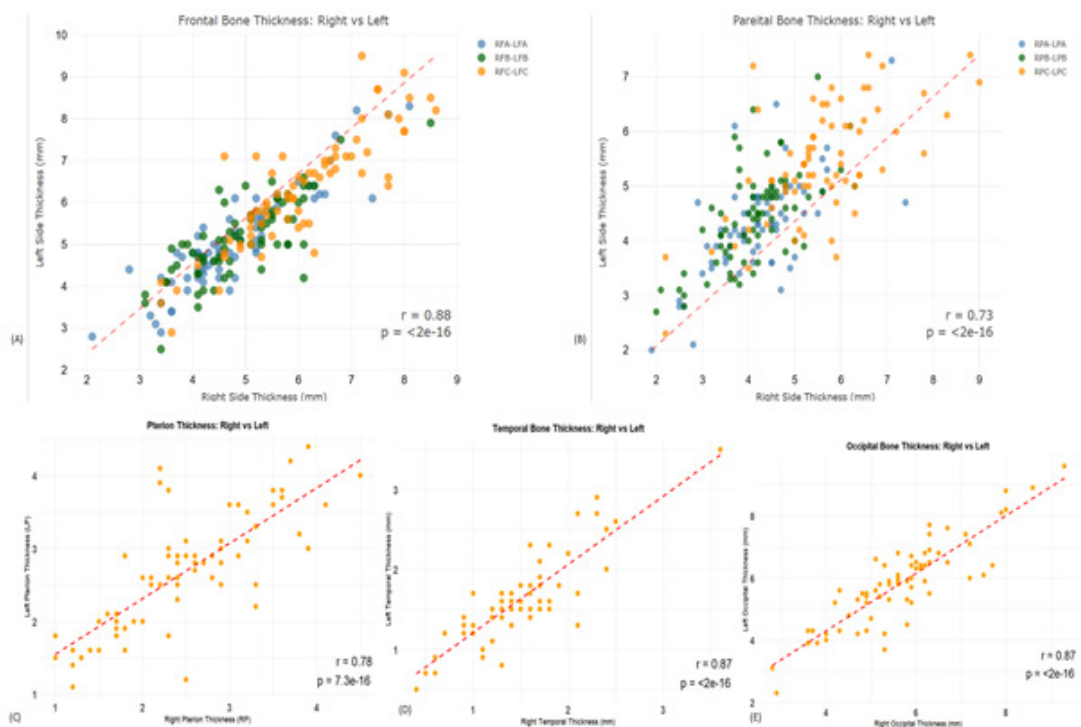 Frontal Bone Thickness: Right vs Left
RFA-LFA
RFB-LFB
RFC-LFC
Left Side Thickness (mm)
10
9
8
7
6
5
4
3
2
r = 0.88
p = <2e-16
(A)
2 3 4 5 6 7 8 9
Right Side Thickness (mm)
Pareital Bone Thickness: Right vs Left
RPA-LPA
RPB-LPB
RPC-LPC
Left Side Thickness (mm)
7
6
5
4
3
2
r = 0.73
p = <2e-16
(B)
2 3 4 5 6 7 8 9
Right Side Thickness (mm)
Pterion Thickness: Right vs Left
Left Pterion Thickness (LP)
4
3
2
1
r = 0.78
p = 7.3e-16
(C)
1 2 3 4
Right Pterion Thickness (RP)
Temporal Bone Thickness: Right vs Left
Left Temporal Thickness (mm)
3
2
1
r = 0.87
p = <2e-16
(D)
1 2 3
Right Temporal Thickness (mm)
Occipital Bone Thickness: Right vs Left
Left Occipital Thickness (mm)
8
6
4
2
r = 0.87
p = <2e-16
(E)
4 6 8
Right Occipital Thickness (mm)